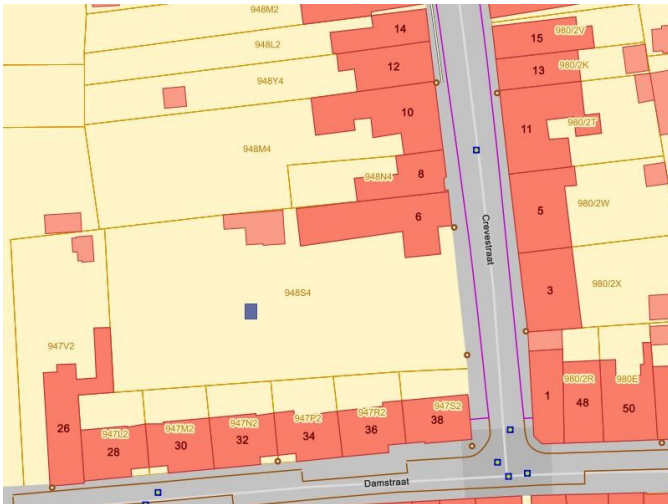 948M2
14
15
980/2V
948L2
12
13
980/2K
948Y4
10
11
980/2T
948M4
8
948N4
6
5
980/2W
Crevestraat
3
980/2X
948S4
947V2
1
980/2R
980E
48
50
26
947L2
947M2
947N2
947P2
947R2
947S2
28
30
32
34
36
38
Damstraat